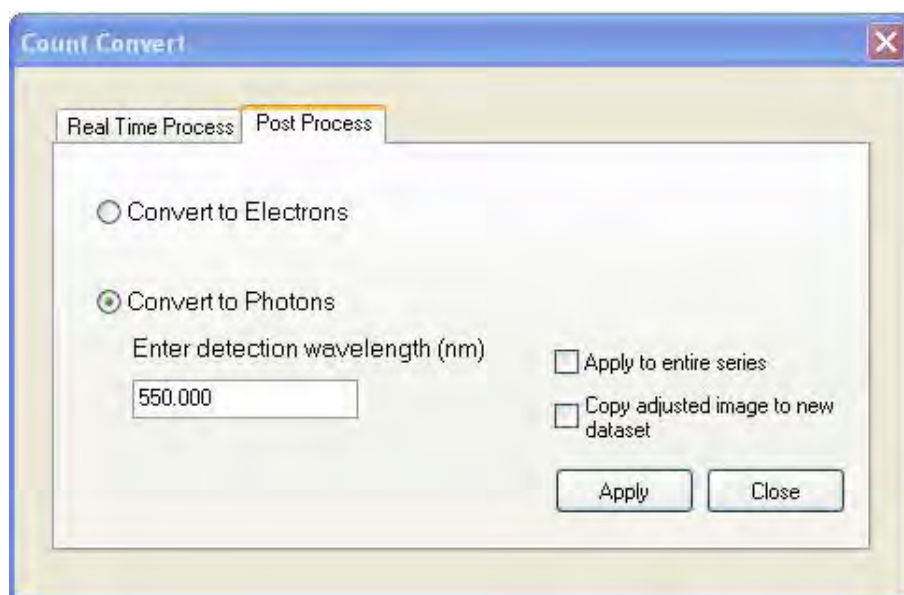 Count Convert
Real Time Process
Post Process
Convert to Electrons
Convert to Photons
Enter detection wavelength (nm)
550.000
Apply to entire series
Copy adjusted image to new
dataset
Apply
Close